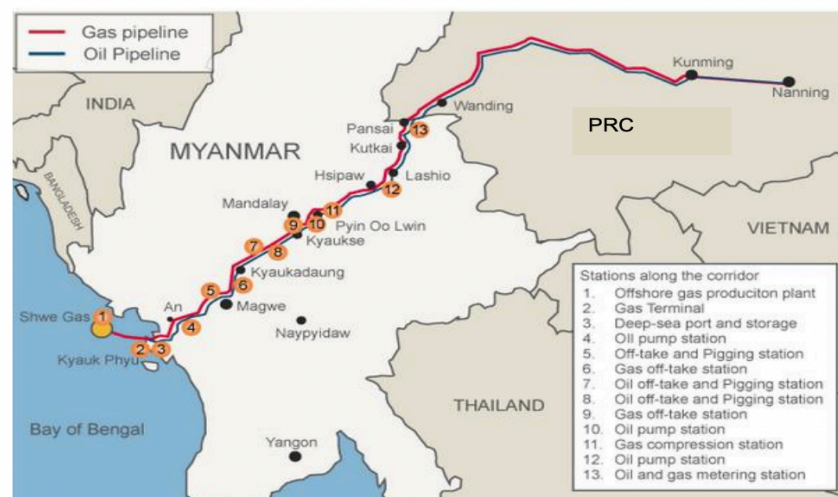 Gas pipeline
Oil Pipeline
INDIA
BANGLADESH
MYANMAR
PRC
Kunming
Nanning
Wanding
Pansai
13
Kutkai
Hsipaw
Lashio
12
Mandalay
11
9
10
Pyin Oo Lwin
Kyaukse
7
8
VIETNAM
Kyaukadaung
5
6
Magwe
An
4
1
Shwe Gas
Naypyidaw
2
3
Kyauk Phyu
THAILAND
Bay of Bengal
Yangon
Stations along the corridor
1. Offshore gas produciton plant
2. Gas Terminal
3. Deep-sea port and storage
4. Oll pump station
5. Off-take and Pigging station
6. Gas off-take station
7. Oil off-take and Pigging station
8. Oil off-take and Pigging station
9. Gas off-take station
10. Oil pump station
11. Gas compression station
12. Oil pump station
13. Oil and gas metering station